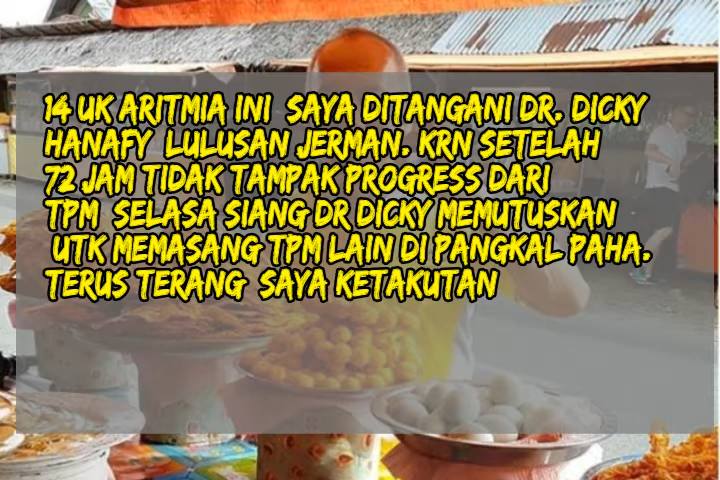 14 UK ARITMIA INI SAYA DITANGANI DR. DICKY
HANAFY LULUSAN JERMAN. KRN SETELAH
72 JAM TIDAK TAMPAK PROGRESS DARI
TPM SELASA SIANG DR DICKY MEMUTUSKAN
UTK MEMASANG TPM LAIN DI PANGKAL PAHA.
TERUS TERANG SAYA KETAKUTAN